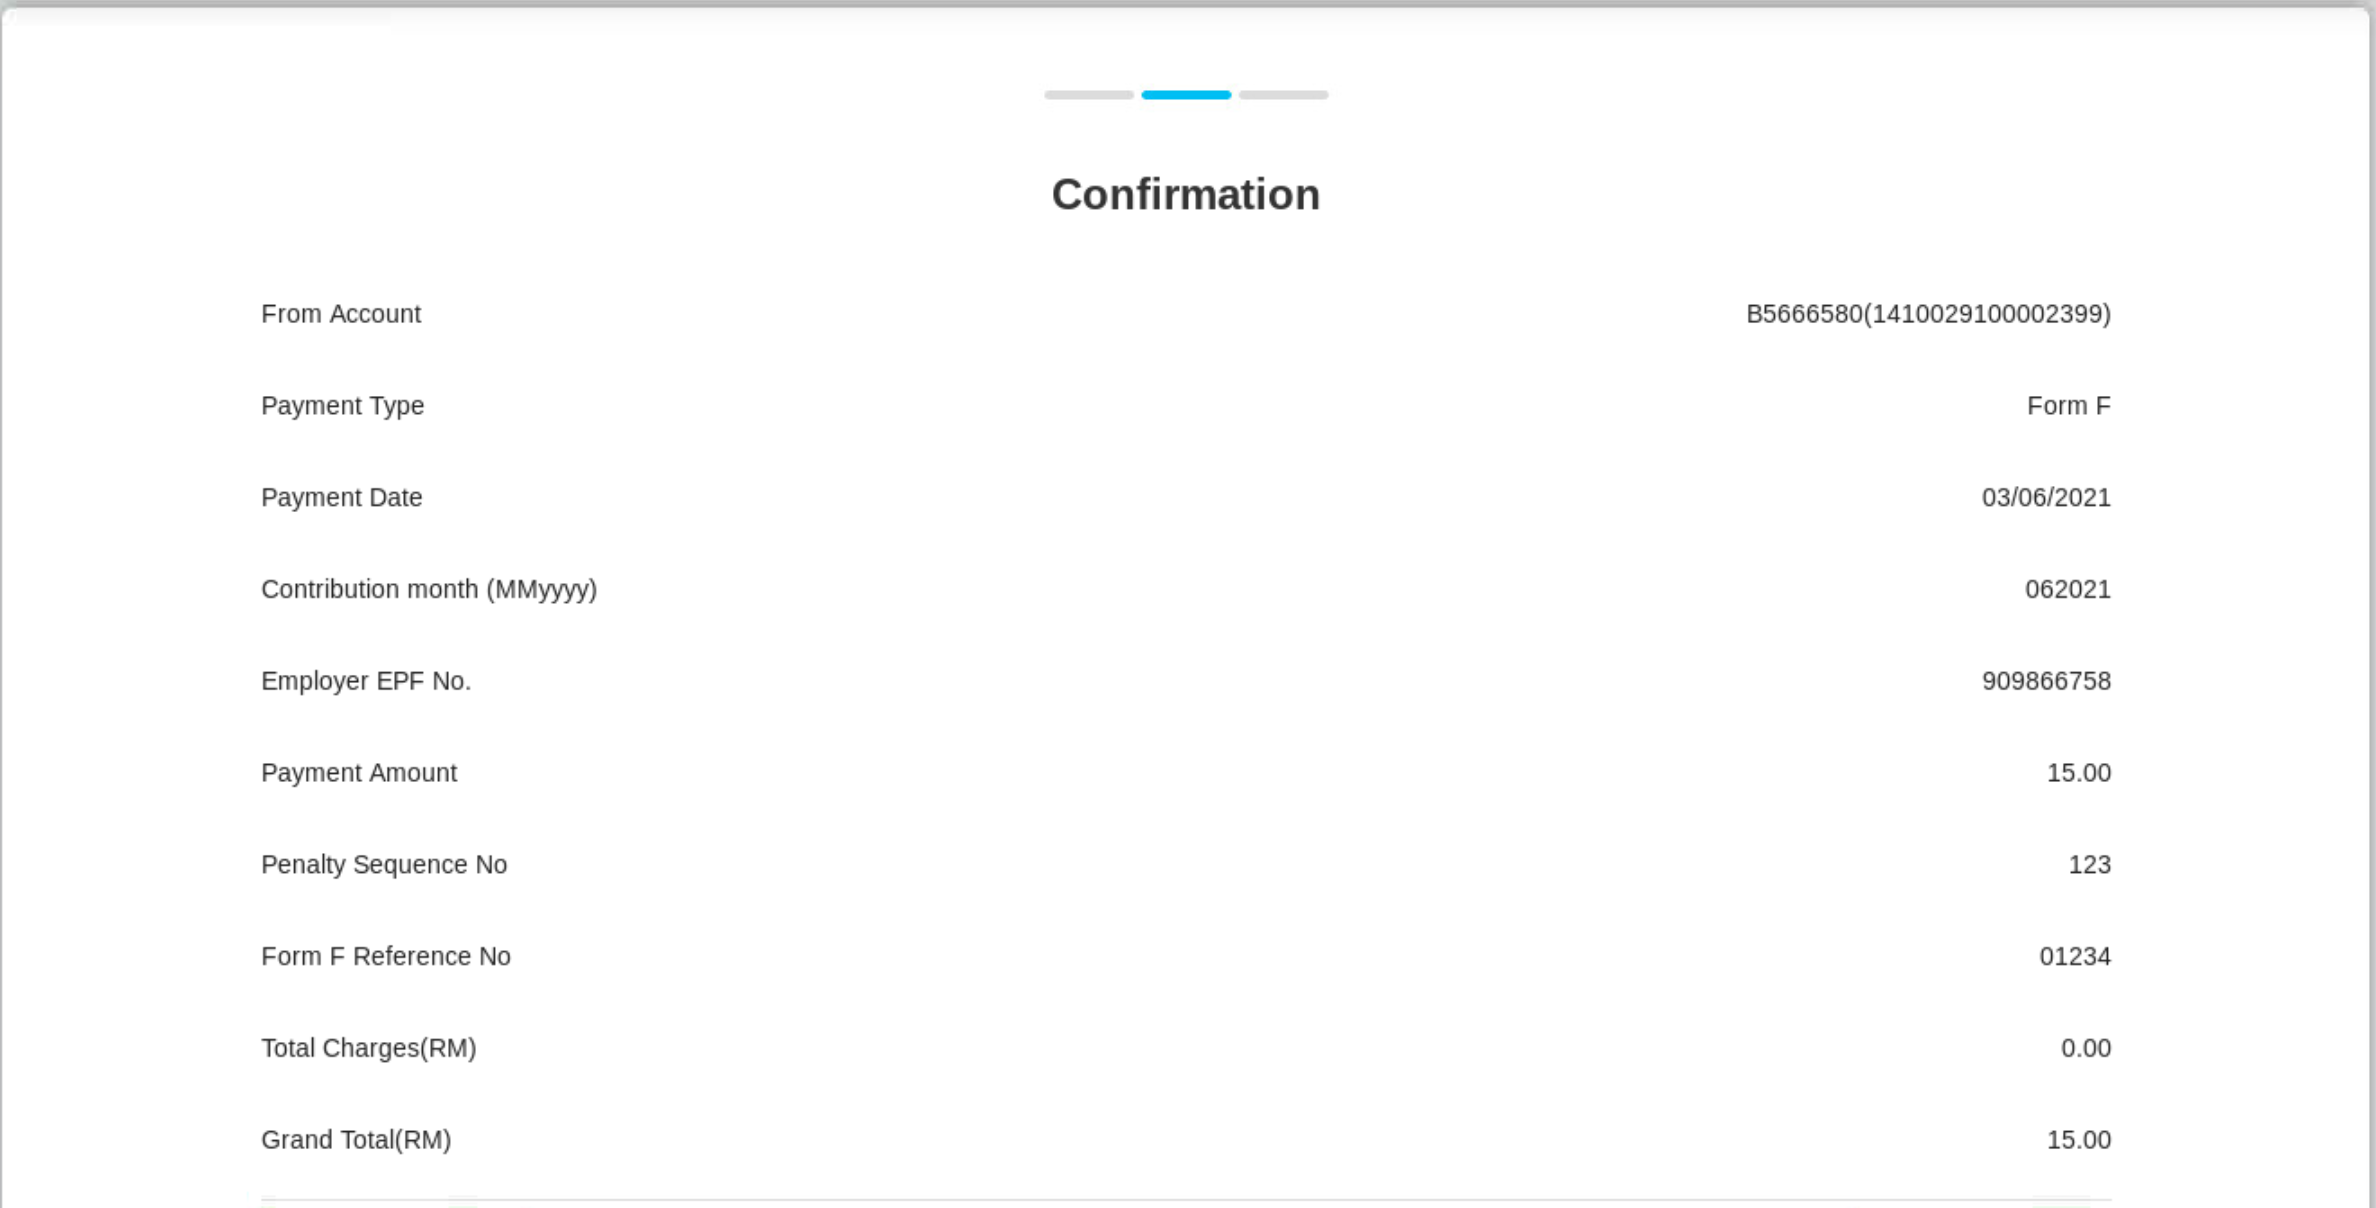 Confirmation
From Account B5666580(1410029100002399)
Payment Type Form F
Payment Date 03/06/2021
Contribution month (MMyyyy) 062021
Employer EPF No. 909866758
Payment Amount 15.00
Penalty Sequence No 123
Form F Reference No 01234
Total Charges(RM) 0.00
Grand Total(RM) 15.00